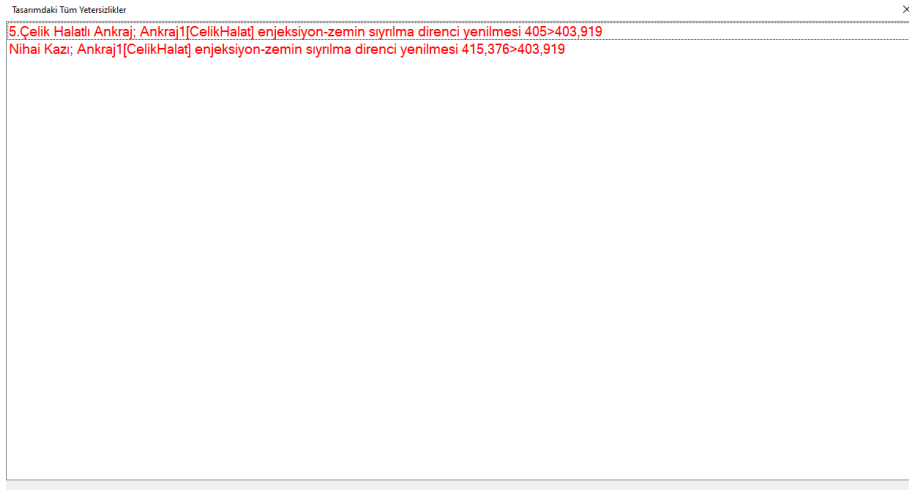 Tasarımdaki Tüm Yetersizlikler
5.Çelik Halatlı Ankraj; Ankraj1[CelikHalat] enjeksiyon-zemin sıyrılma direnci yenilmesi 405>403,919
Nihai Kazı; Ankraj1[CelikHalat] enjeksiyon-zemin sıyrılma direnci yenilmesi 415,376>403,919